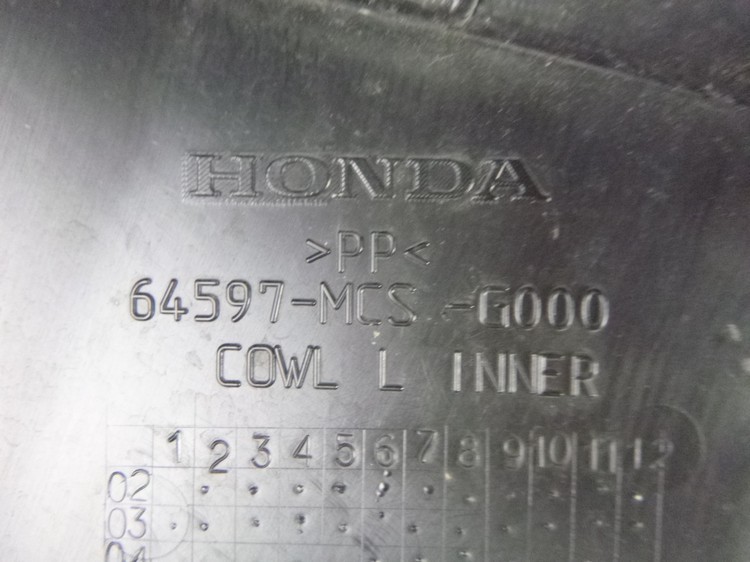 HONDA
>PP<
64597-MCS -G000
COWL L INNER
1 2 3 4 5 6 7 8 9 10 11 12
02
03
04